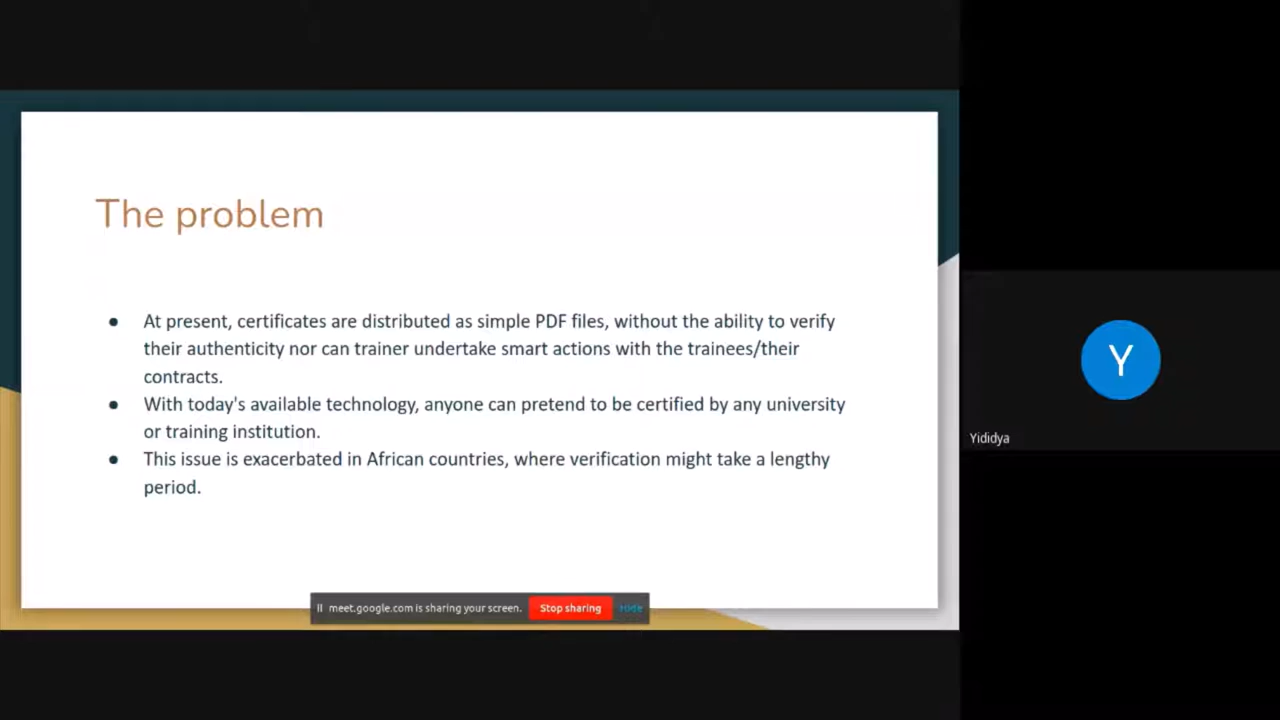 The problem
● At present, certificates are distributed as simple PDF files, without the ability to verify
their authenticity nor can trainer undertake smart actions with the trainees/their
contracts.
● With today's available technology, anyone can pretend to be certified by any university
or training institution.
● This issue is exacerbated in African countries, where verification might take a lengthy
period.
meet.google.com is sharing your screen. Stop sharing Hide
Y
Yididya